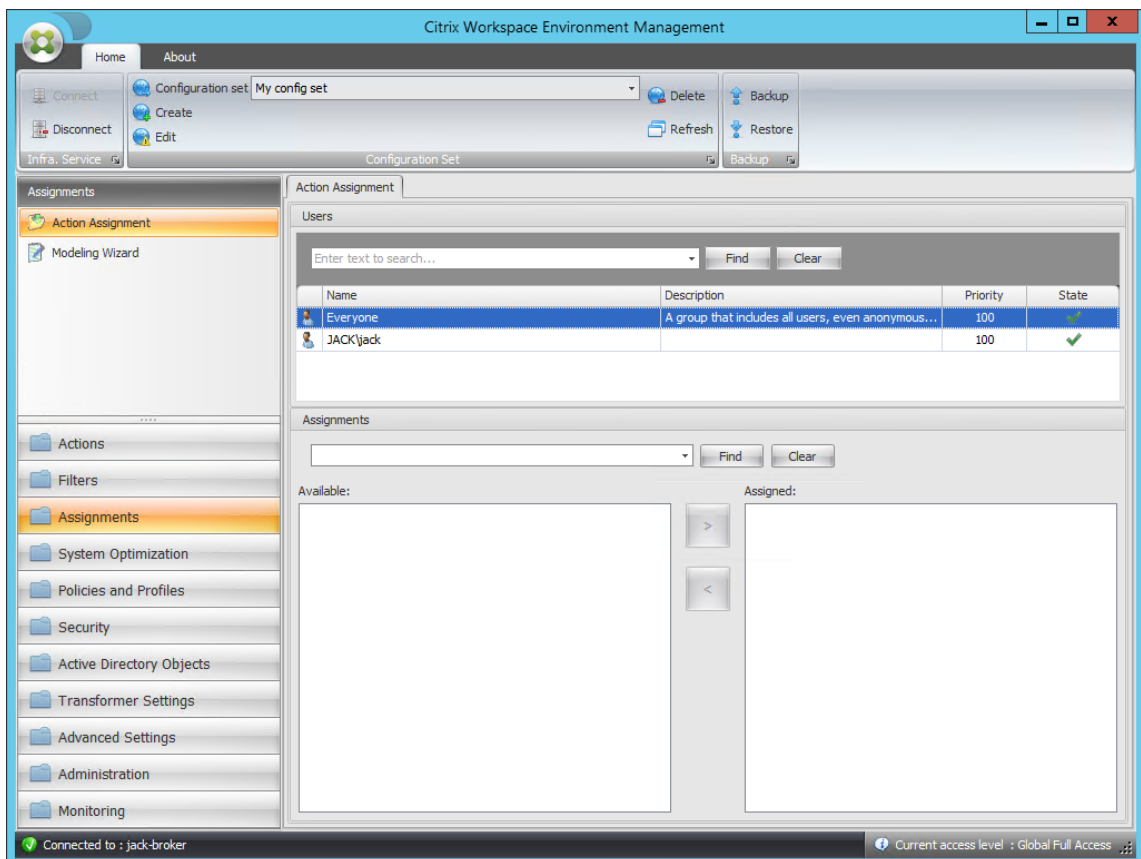 Citrix Workspace Environment Management
Home About
Connect
Disconnect
Infra. Service
Configuration set My config set
Create
Edit
Delete
Refresh
Configuration Set
Backup
Restore
Backup
Assignments
Action Assignment
Modeling Wizard
Actions
Filters
Assignments
System Optimization
Policies and Profiles
Security
Active Directory Objects
Transformer Settings
Advanced Settings
Administration
Monitoring
Action Assignment
Users
Enter text to search... Find Clear
Name Description Priority State
Everyone A group that includes all users, even anonymous... 100
JACK\jack 100
Assignments
Find Clear
Available: Assigned:
>
<
Connected to : jack-broker Current access level : Global Full Access